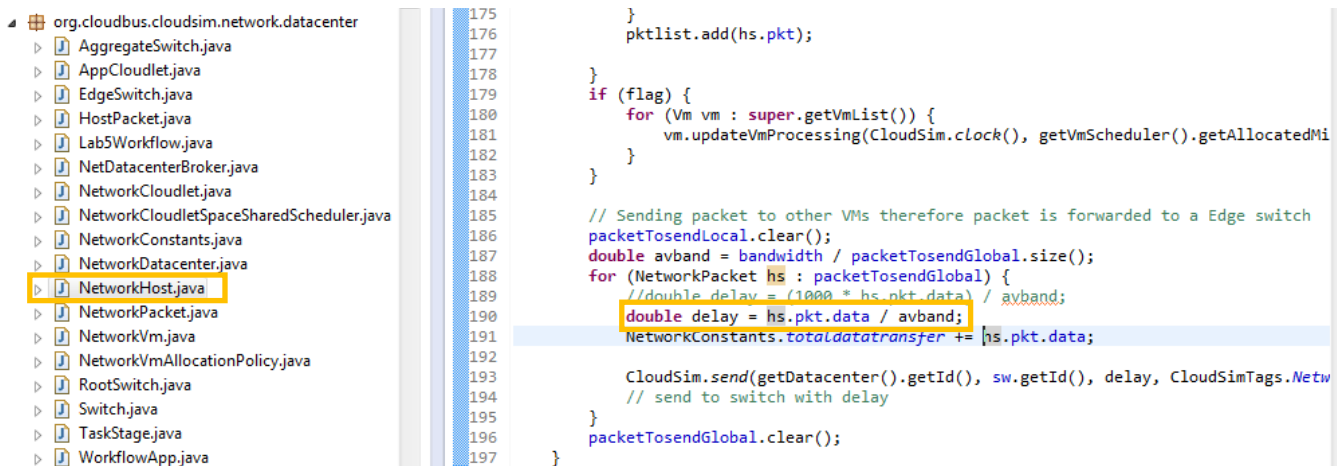 org.cloudbus.cloudsim.network.datacenter
AggregateSwitch.java
AppCloudlet.java
EdgeSwitch.java
HostPacket.java
Lab5Workflow.java
NetDatacenterBroker.java
NetworkCloudlet.java
NetworkCloudletSpaceSharedScheduler.java
NetworkConstants.java
NetworkDatacenter.java
NetworkHost.java
NetworkPacket.java
NetworkVm.java
NetworkVmAllocationPolicy.java
RootSwitch.java
Switch.java
TaskStage.java
WorkflowApp.java
175 }
176 pktlist.add(hs.pkt);
177
178 }
179 if (flag) {
180 for (Vm vm : super.getVmList()) {
181 vm.updateVmProcessing(CloudSim.clock(), getVmScheduler().getAllocatedMi
182 }
183 }
184
185 // Sending packet to other VMs therefore packet is forwarded to a Edge switch
186 packetTosendLocal.clear();
187 double avband = bandwidth / packetTosendGlobal.size();
188 for (NetworkPacket hs : packetTosendGlobal) {
189 //double delay = (1000 * hs.pkt.data) / avband;
190 double delay = hs.pkt.data / avband;
191 NetworkConstants.totaldatatransfer += hs.pkt.data;
192
193 CloudSim.send(getDatacenter().getId(), sw.getId(), delay, CloudSimTags.Netw
194 // send to switch with delay
195 }
196 packetTosendGlobal.clear();
197 }